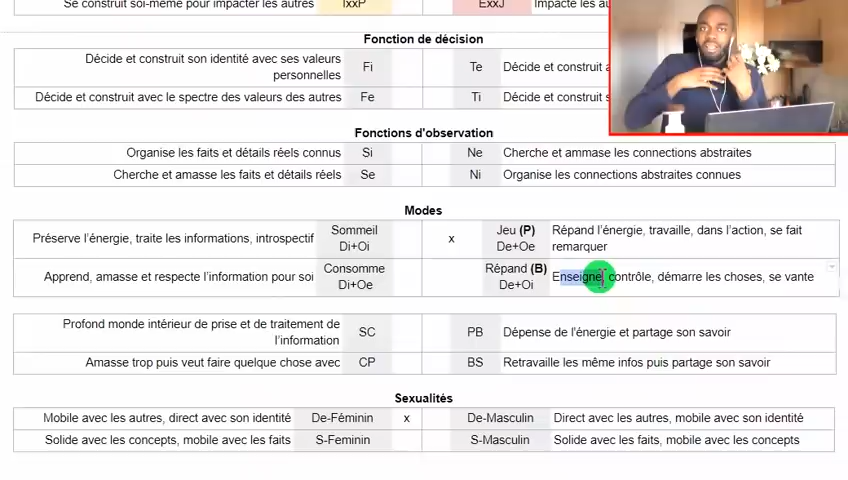 Se construit soi-même pour impacter les autres IxxP ExxJ Impacte les
Fonction de décision
Décide et construit son identité avec ses valeurs
personnelles Fi Te Décide et construit
Décide et construit avec le spectre des valeurs des autres Fe Ti Décide et construit
Fonctions d'observation
Organise les faits et détails réels connus Si Ne Cherche et ammase les connections abstraites
Cherche et amasse les faits et détails réels Se Ni Organise les connections abstraites connues
Modes
Préserve l'énergie, traite les informations, introspectif Sommeil Di+Oi x Jeu (P) De+Oe Répand l'énergie, travaille, dans l'action, se fait
remarquer
Apprend, amasse et respecte l'information pour soi Consomme Di+Oe Répand (B) De+Oi Enseigne, contrôle, démarre les choses, se vante
Profond monde intérieur de prise et de traitement de
l'information SC PB Dépense de l'énergie et partage son savoir
Amasse trop puis veut faire quelque chose avec CP BS Retravaille les même infos puis partage son savoir
Sexualités
Mobile avec les autres, direct avec son identité De-Féminin x De-Masculin Direct avec les autres, mobile avec son identité
Solide avec les concepts, mobile avec les faits S-Feminin S-Masculin Solide avec les faits, mobile avec les concepts